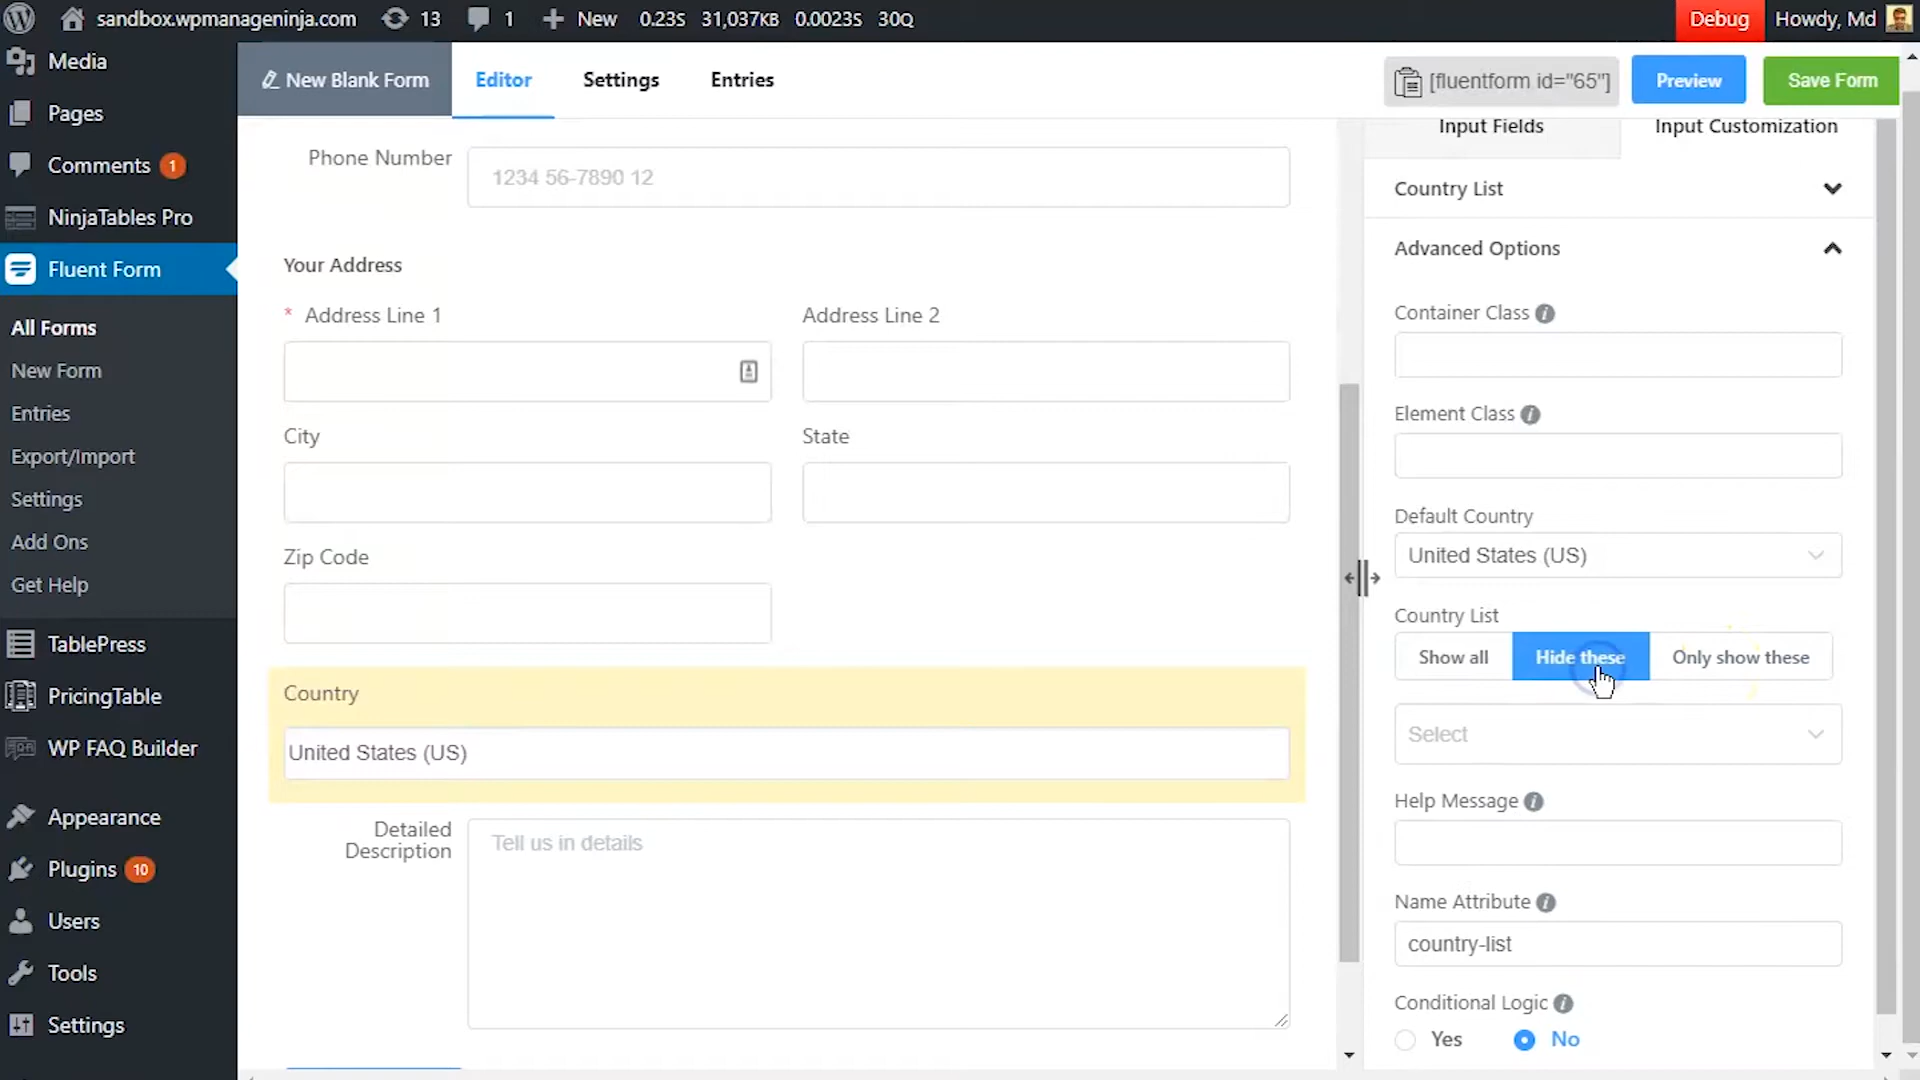 sandbox.wpmanageninja.com 13 1 New 0.23S 31,037KB 0.0023S 30Q Debug Howdy, Md
Media
Pages
Comments 1
NinjaTables Pro
Fluent Form
All Forms
New Form
Entries
Export/Import
Settings
Add Ons
Get Help
TablePress
PricingTable
WP FAQ Builder
Appearance
Plugins 10
Users
Tools
Settings
New Blank Form Editor Settings Entries [fluentform id="65"] Preview Save Form
Phone Number
1234 56-7890 12
Your Address
* Address Line 1 Address Line 2
City State
Zip Code
Country
United States (US)
Detailed
Description
Tell us in details
Input Fields Input Customization
Country List
Advanced Options
Container Class
Element Class
Default Country
United States (US)
Country List
Show all Hide these Only show these
Select
Help Message
Name Attribute
country-list
Conditional Logic
Yes No